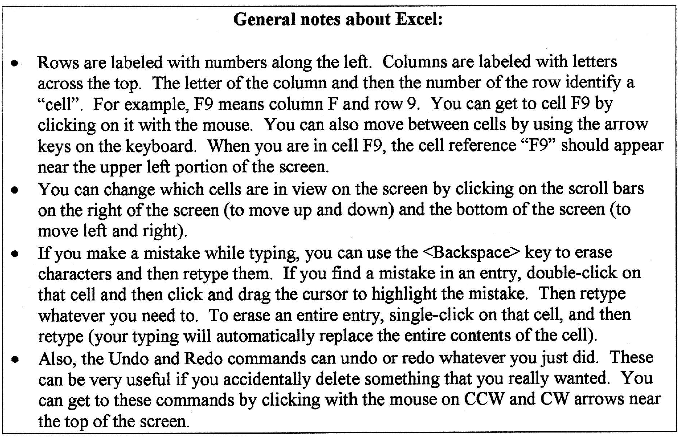 General notes about Excel:
• Rows are labeled with numbers along the left. Columns are labeled with letters
across the top. The letter of the column and then the number of the row identify a
“cell”. For example, F9 means column F and row 9. You can get to cell F9 by
clicking on it with the mouse. You can also move between cells by using the arrow
keys on the keyboard. When you are in cell F9, the cell reference “F9” should appear
near the upper left portion of the screen.
• You can change which cells are in view on the screen by clicking on the scroll bars
on the right of the screen (to move up and down) and the bottom of the screen (to
move left and right).
• If you make a mistake while typing, you can use the <Backspace> key to erase
characters and then retype them. If you find a mistake in an entry, double-click on
that cell and then click and drag the cursor to highlight the mistake. Then retype
whatever you need to. To erase an entire entry, single-click on that cell, and then
retype (your typing will automatically replace the entire contents of the cell).
• Also, the Undo and Redo commands can undo or redo whatever you just did. These
can be very useful if you accidentally delete something that you really wanted. You
can get to these commands by clicking with the mouse on CCW and CW arrows near
the top of the screen.